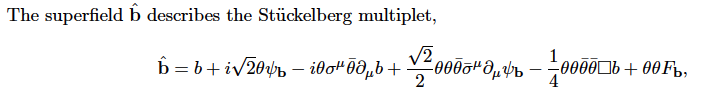 The superfield b̂ describes the Stückelberg multiplet,
b̂ = b + i√2θψ_b − iθσ^μθ̄∂_μb + (√2/2)θθθ̄σ̄^μ∂_μψ_b − (1/4)θθθ̄θ̄□b + θθF_b,